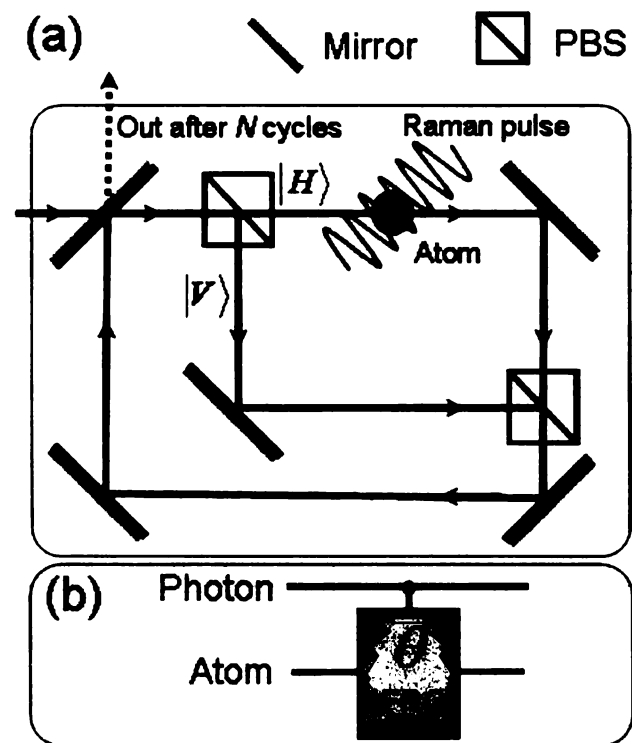 (a) Mirror PBS
Out after N cycles Raman pulse
|H⟩
Atom
|V⟩
(b) Photon
θ
Atom